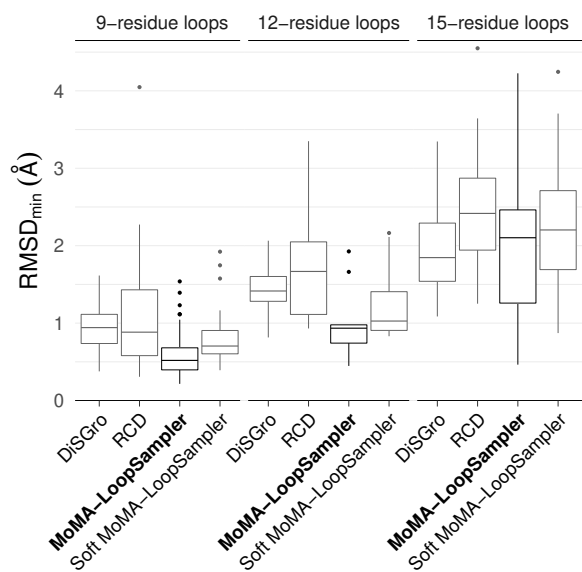 9−residue loops
12−residue loops
15−residue loops
RMSDmin (Å)
4
3
2
1
0
DiSGro
RCD
MoMA−LoopSampler
Soft MoMA−LoopSampler
DiSGro
RCD
MoMA−LoopSampler
Soft MoMA−LoopSampler
DiSGro
RCD
MoMA−LoopSampler
Soft MoMA−LoopSampler